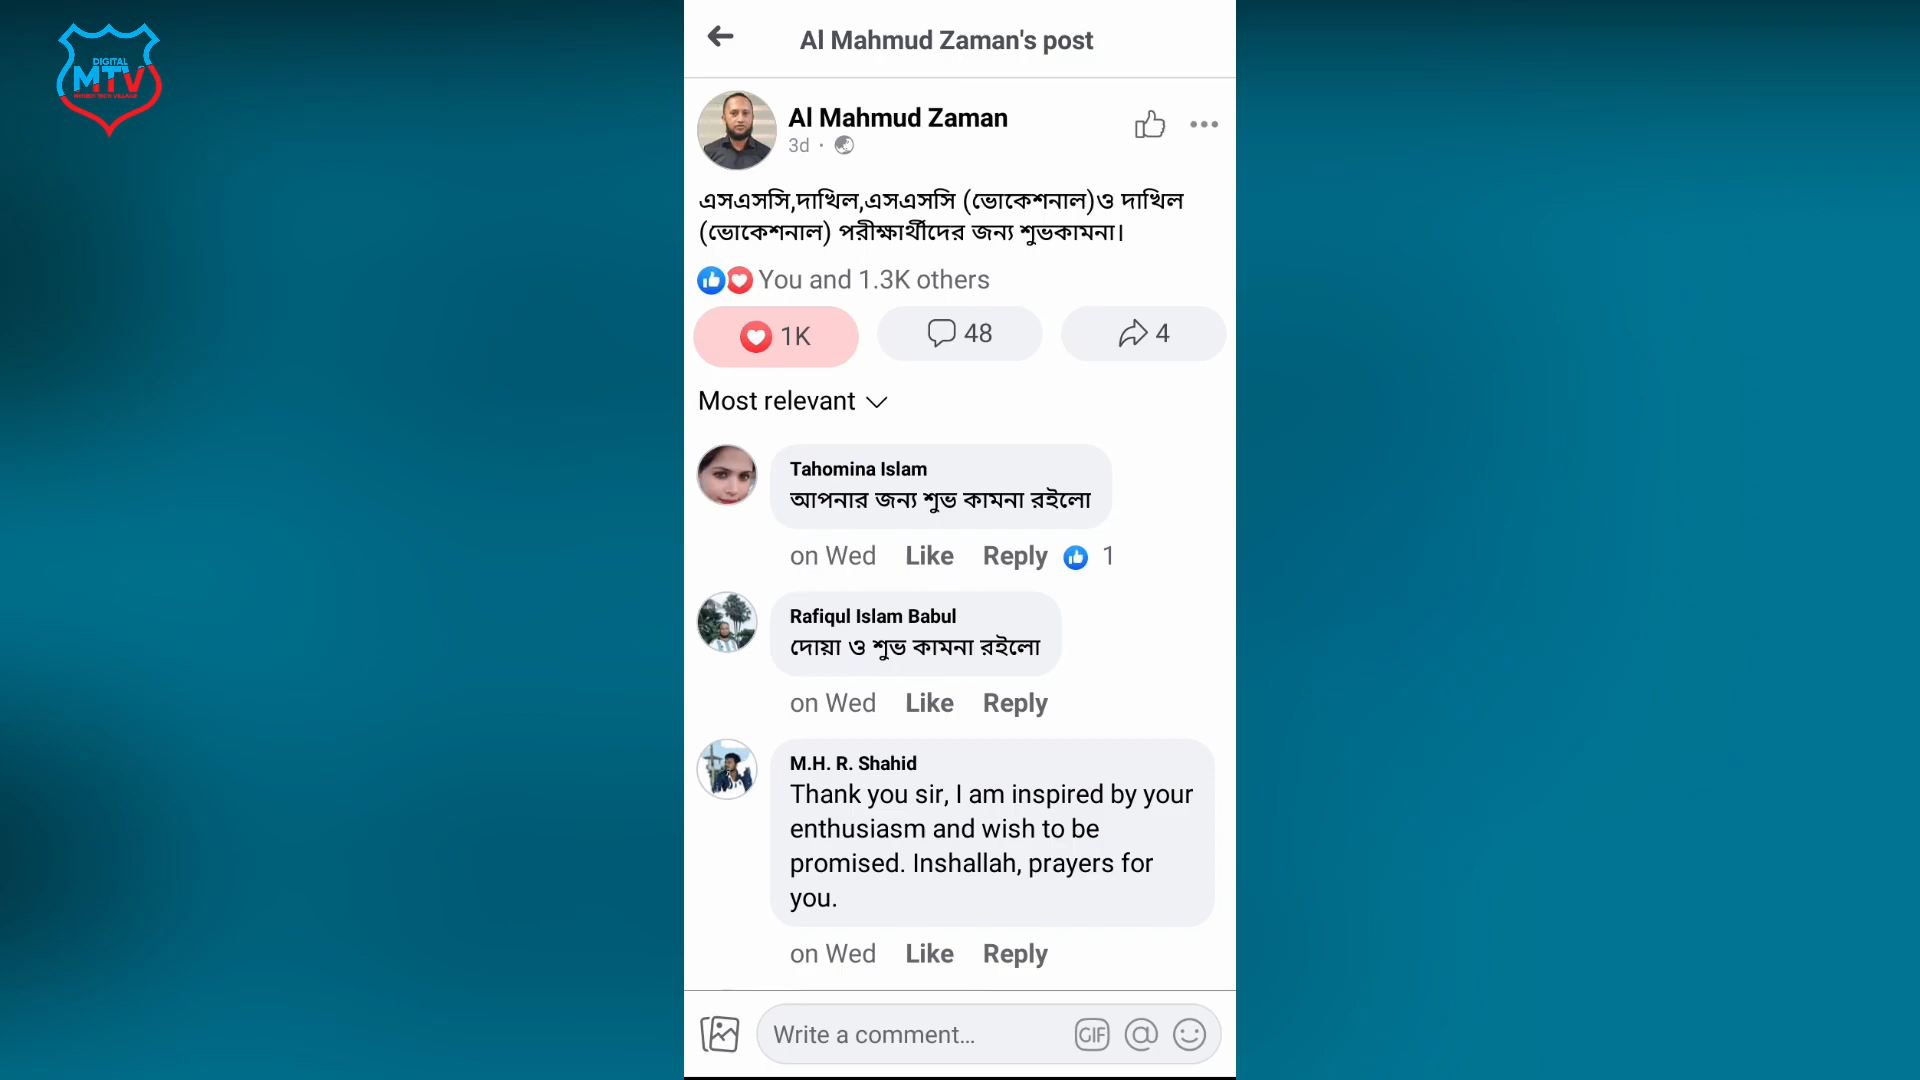 DIGITAL
MTV
Al Mahmud Zaman's post
Al Mahmud Zaman
3d ·
এসএসসি,দাখিল,এসএসসি (ভোকেশনাল)ও দাখিল
(ভোকেশনাল) পরীক্ষার্থীদের জন্য শুভকামনা।
You and 1.3K others
1K 48 4
Most relevant
Tahomina Islam
আপনার জন্য শুভ কামনা রইলো
on Wed Like Reply 1
Rafiqul Islam Babul
দোয়া ও শুভ কামনা রইলো
on Wed Like Reply
M.H. R. Shahid
Thank you sir, I am inspired by your
enthusiasm and wish to be
promised. Inshallah, prayers for
you.
on Wed Like Reply
Write a comment... GIF @